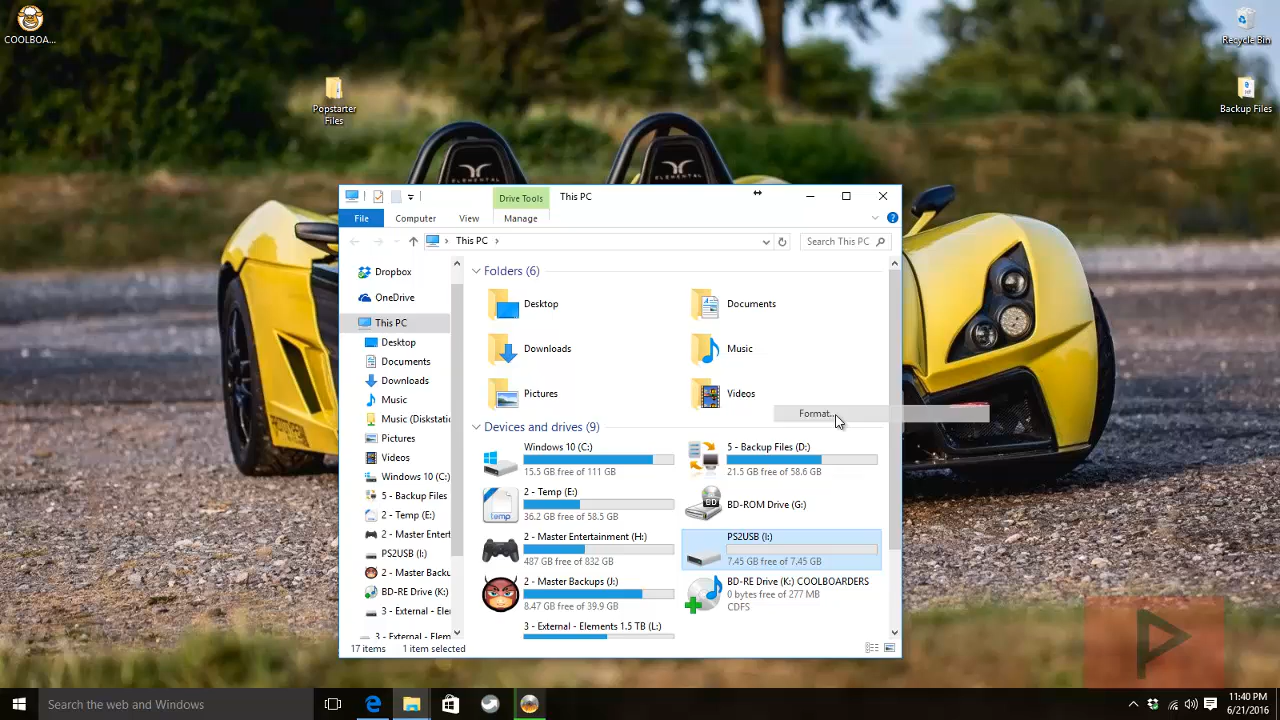 COOLBOA...
Recycle Bin
Popstarter
Files
Backup Files
ELEMENTAL
ELEMENTAL
Drive Tools
This PC
File
Computer
View
Manage
This PC
Search This PC
Dropbox
OneDrive
This PC
Desktop
Documents
Downloads
Music
Music (Diskstati
Pictures
Videos
Windows 10 (C:)
5 - Backup Files
2 - Temp (E:)
2 - Master Entert
PS2USB (I:)
2 - Master Backu
BD-RE Drive (K:)
3 - External - Ele
3 - External - Elem
Folders (6)
Desktop
Documents
Downloads
Music
Pictures
Videos
Format...
Devices and drives (9)
Windows 10 (C:)
15.5 GB free of 111 GB
5 - Backup Files (D:)
21.5 GB free of 58.6 GB
2 - Temp (E:)
36.2 GB free of 58.5 GB
BD-ROM Drive (G:)
2 - Master Entertainment (H:)
487 GB free of 832 GB
PS2USB (I:)
7.45 GB free of 7.45 GB
2 - Master Backups (J:)
8.47 GB free of 39.9 GB
BD-RE Drive (K:) COOLBOARDERS
0 bytes free of 277 MB
CDFS
3 - External - Elements 1.5 TB (L:)
17 items
1 item selected
P
Search the web and Windows
11:40 PM
6/21/2016